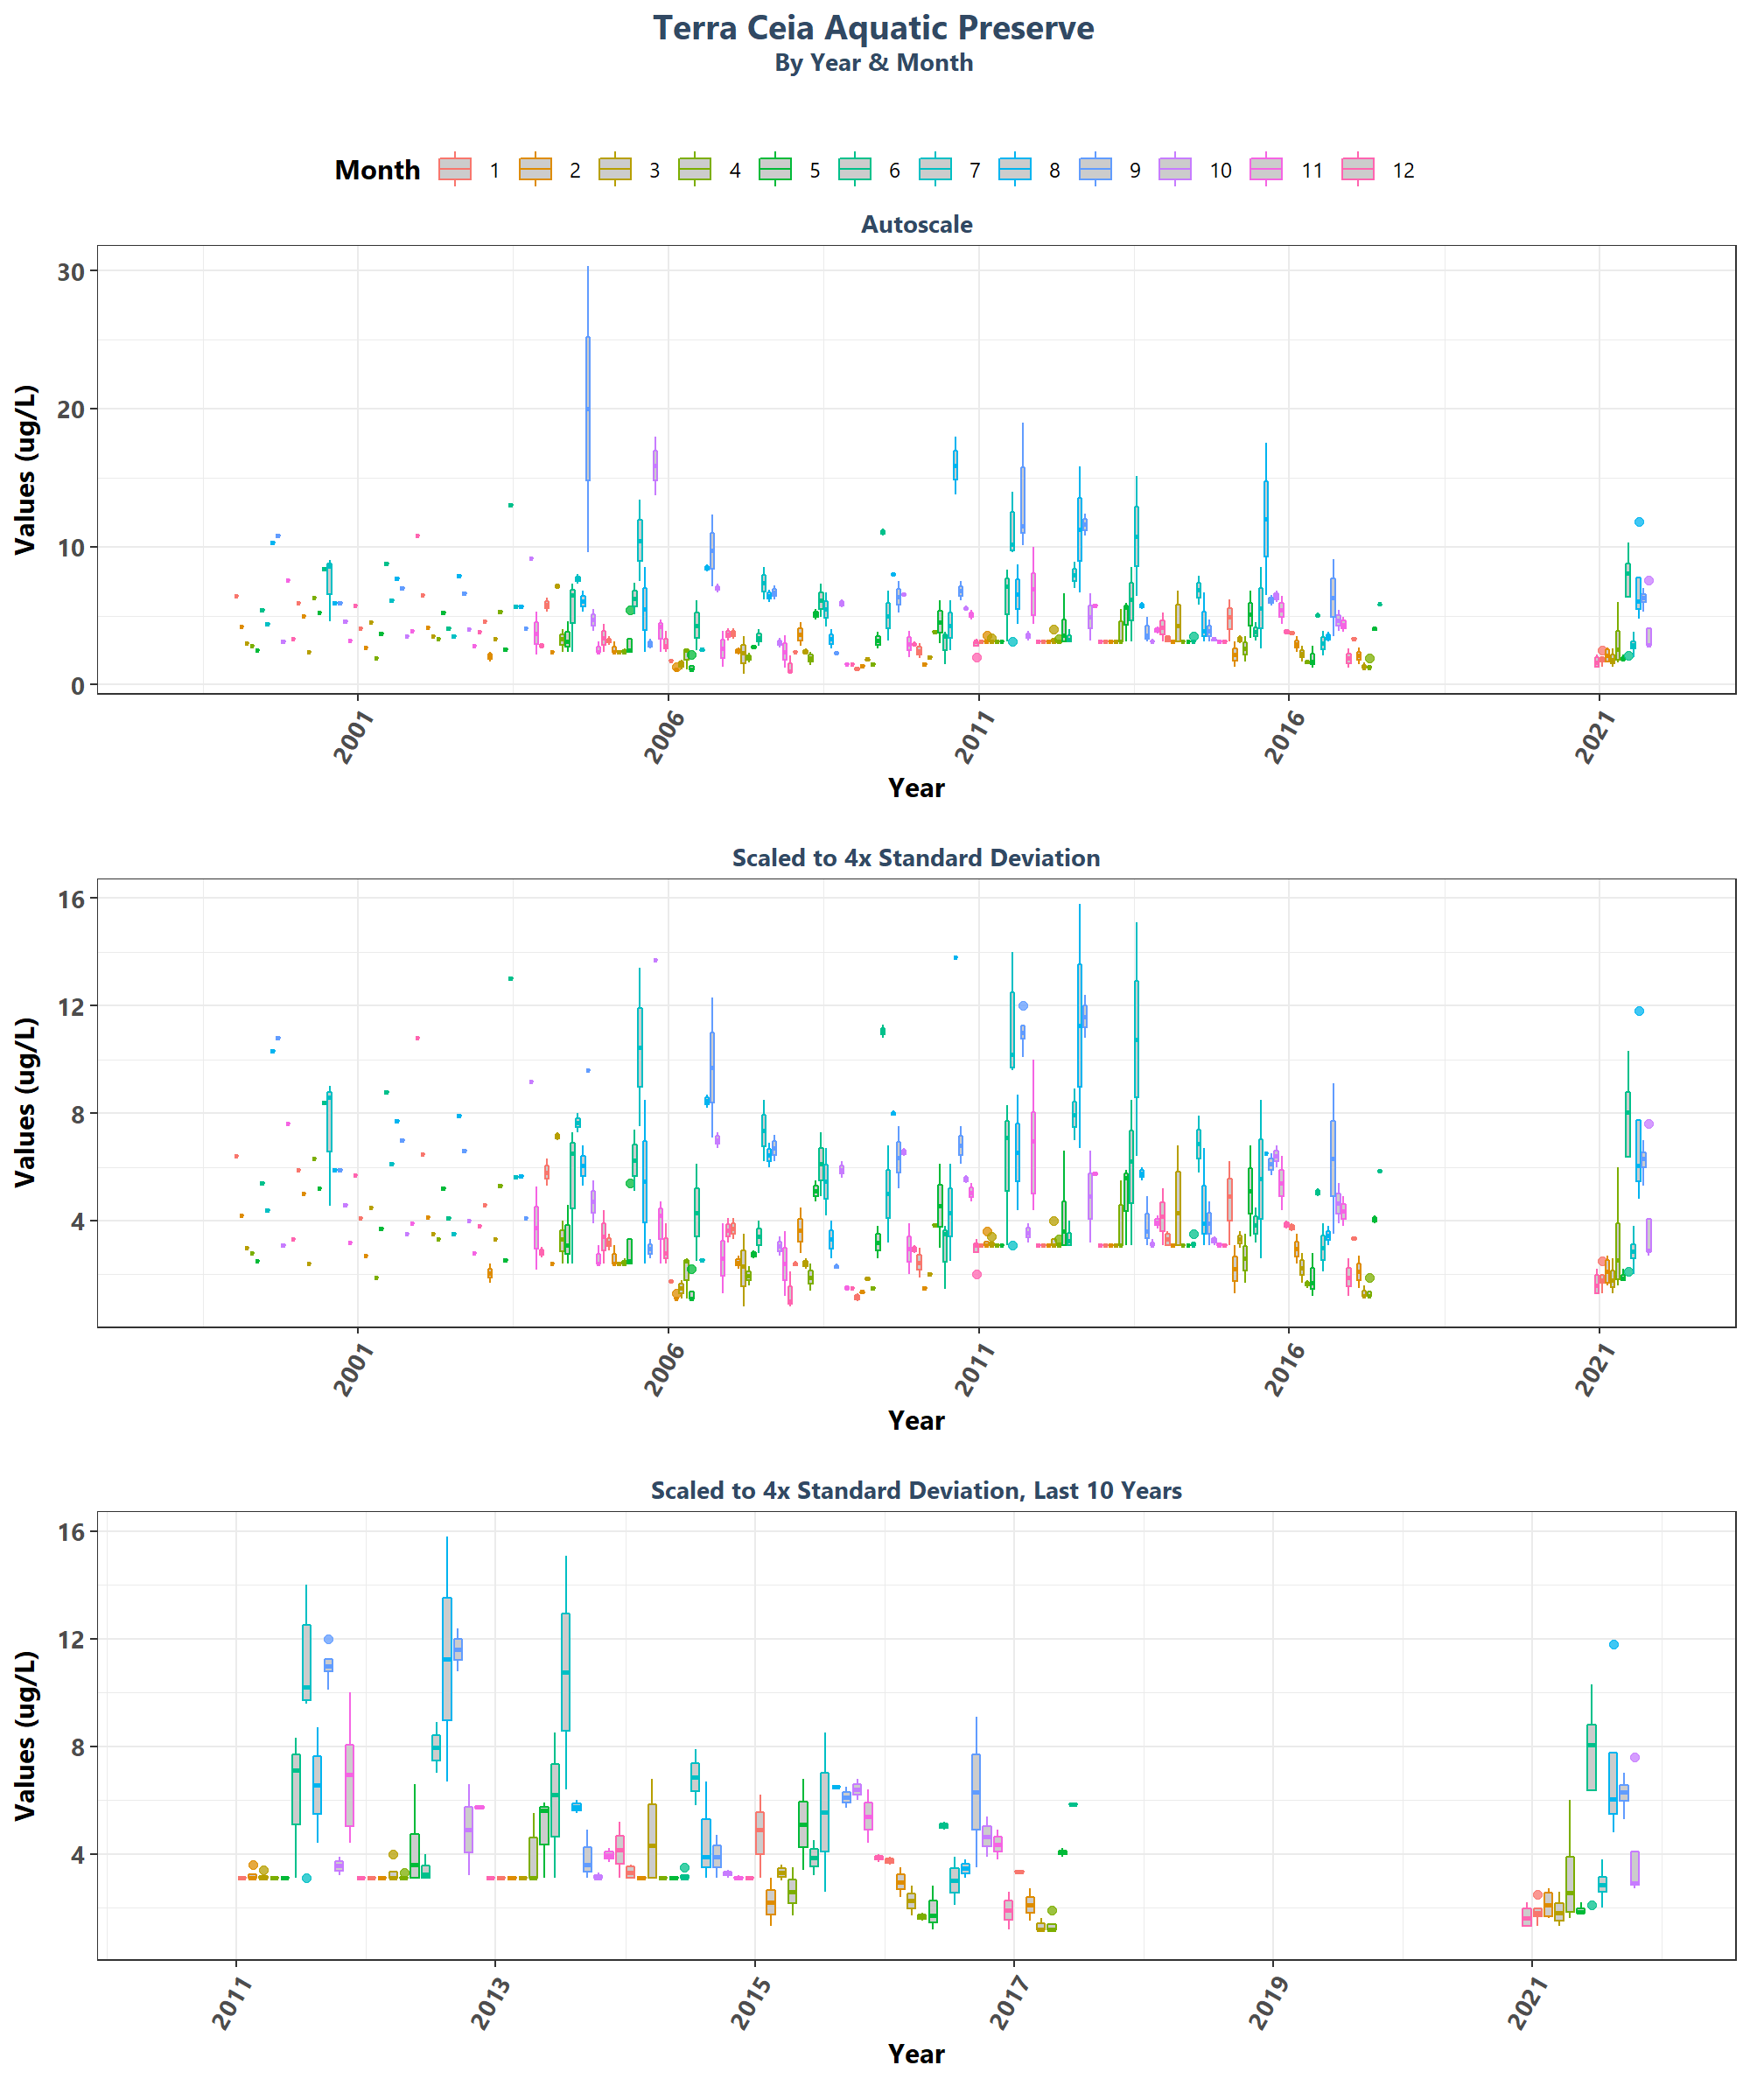 Terra Ceia Aquatic Preserve
By Year & Month
Month 1 2 3 4 5 6 7 8 9 10 11 12
Autoscale
Values (ug/L)
30
20
10
0
2001 2006 2011 2016 2021
Year
Scaled to 4x Standard Deviation
Values (ug/L)
16
12
8
4
2001 2006 2011 2016 2021
Year
Scaled to 4x Standard Deviation, Last 10 Years
Values (ug/L)
16
12
8
4
2011 2013 2015 2017 2019 2021
Year